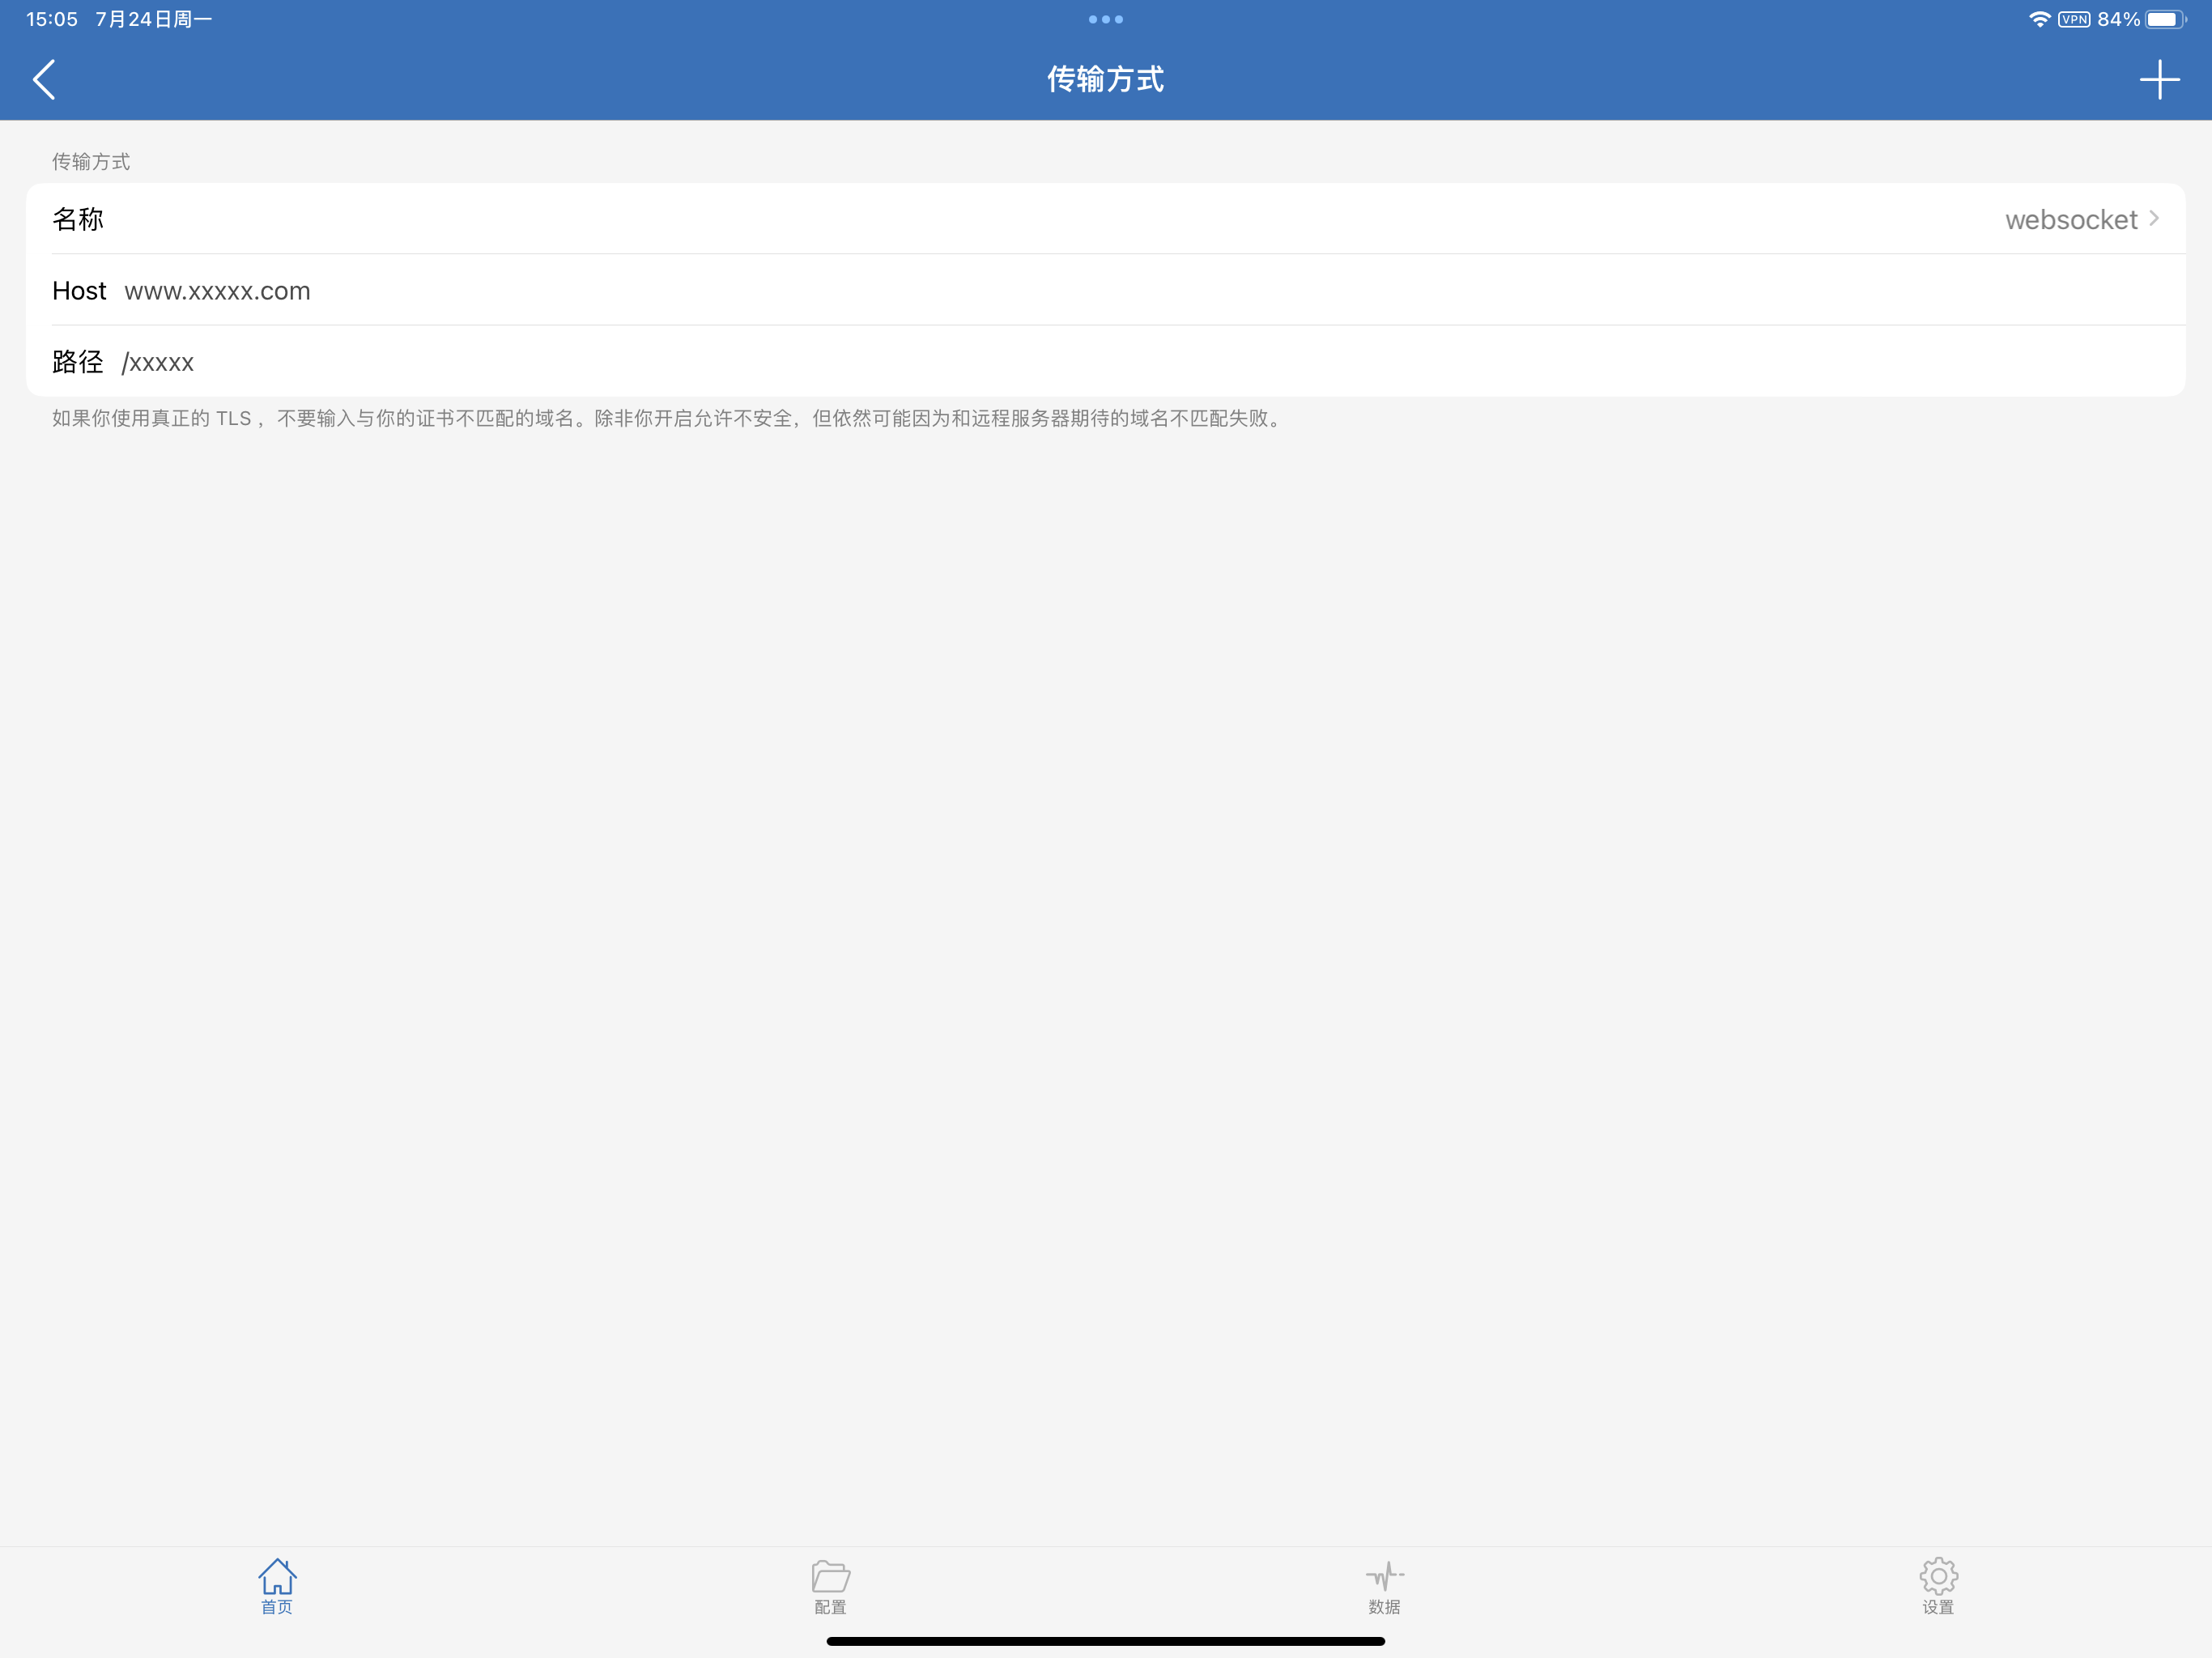 15:05 7月24日周一
VPN 84%
传输方式
传输方式
名称 websocket
Host www.xxxxx.com
路径 /xxxxx
如果你使用真正的 TLS ，不要输入与你的证书不匹配的域名。除非你开启允许不安全，但依然可能因为和远程服务器期待的域名不匹配失败。
首页 配置 数据 设置